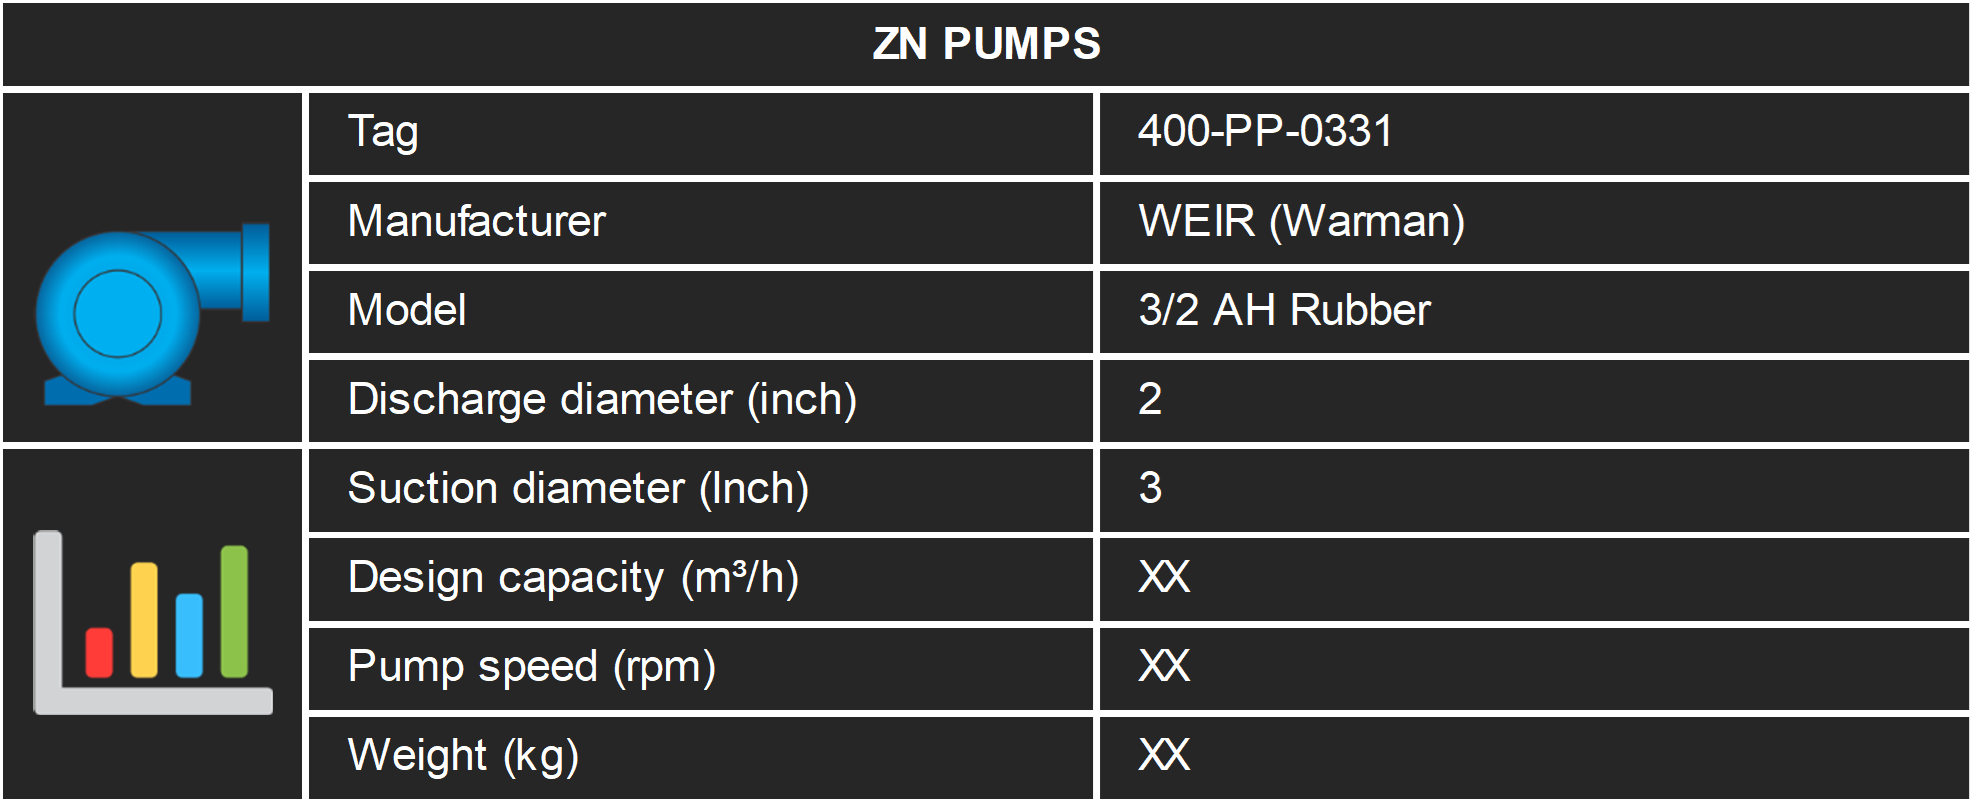 ZN PUMPS
Tag 400-PP-0331
Manufacturer WEIR (Warman)
Model 3/2 AH Rubber
Discharge diameter (inch) 2
Suction diameter (Inch) 3
Design capacity (m³/h) XX
Pump speed (rpm) XX
Weight (kg) XX